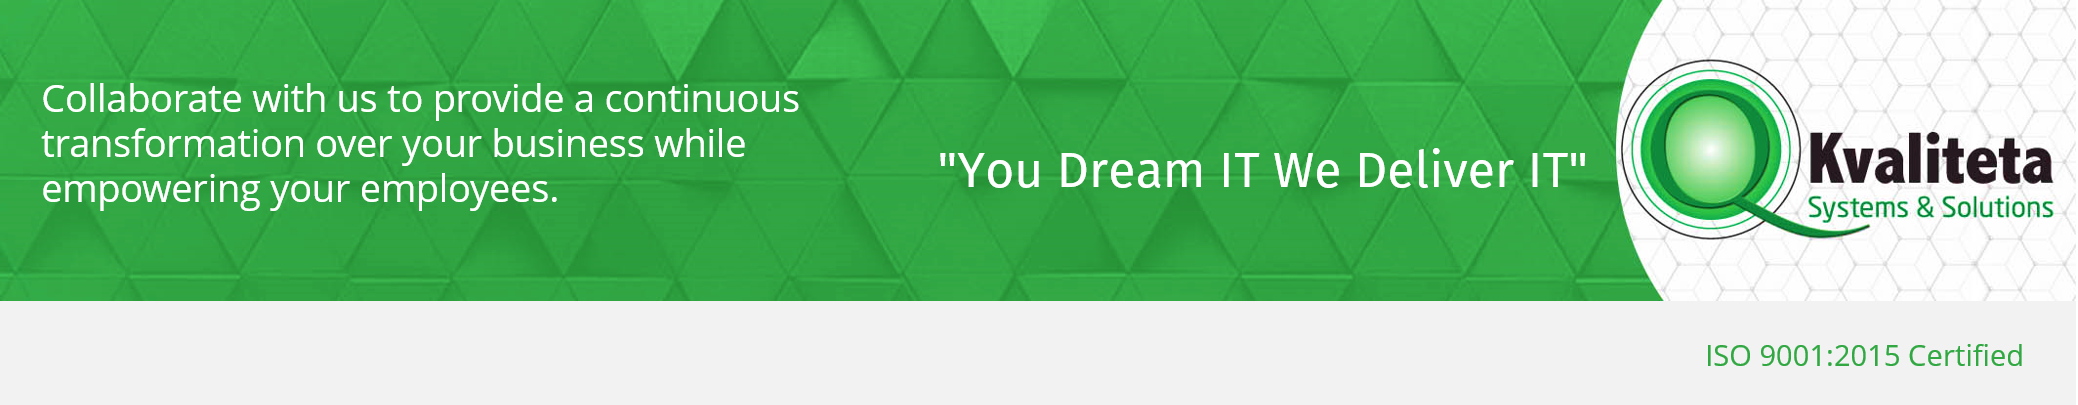 Collaborate with us to provide a continuous
transformation over your business while
empowering your employees.
"You Dream IT We Deliver IT"
Kvaliteta
Systems & Solutions
ISO 9001:2015 Certified